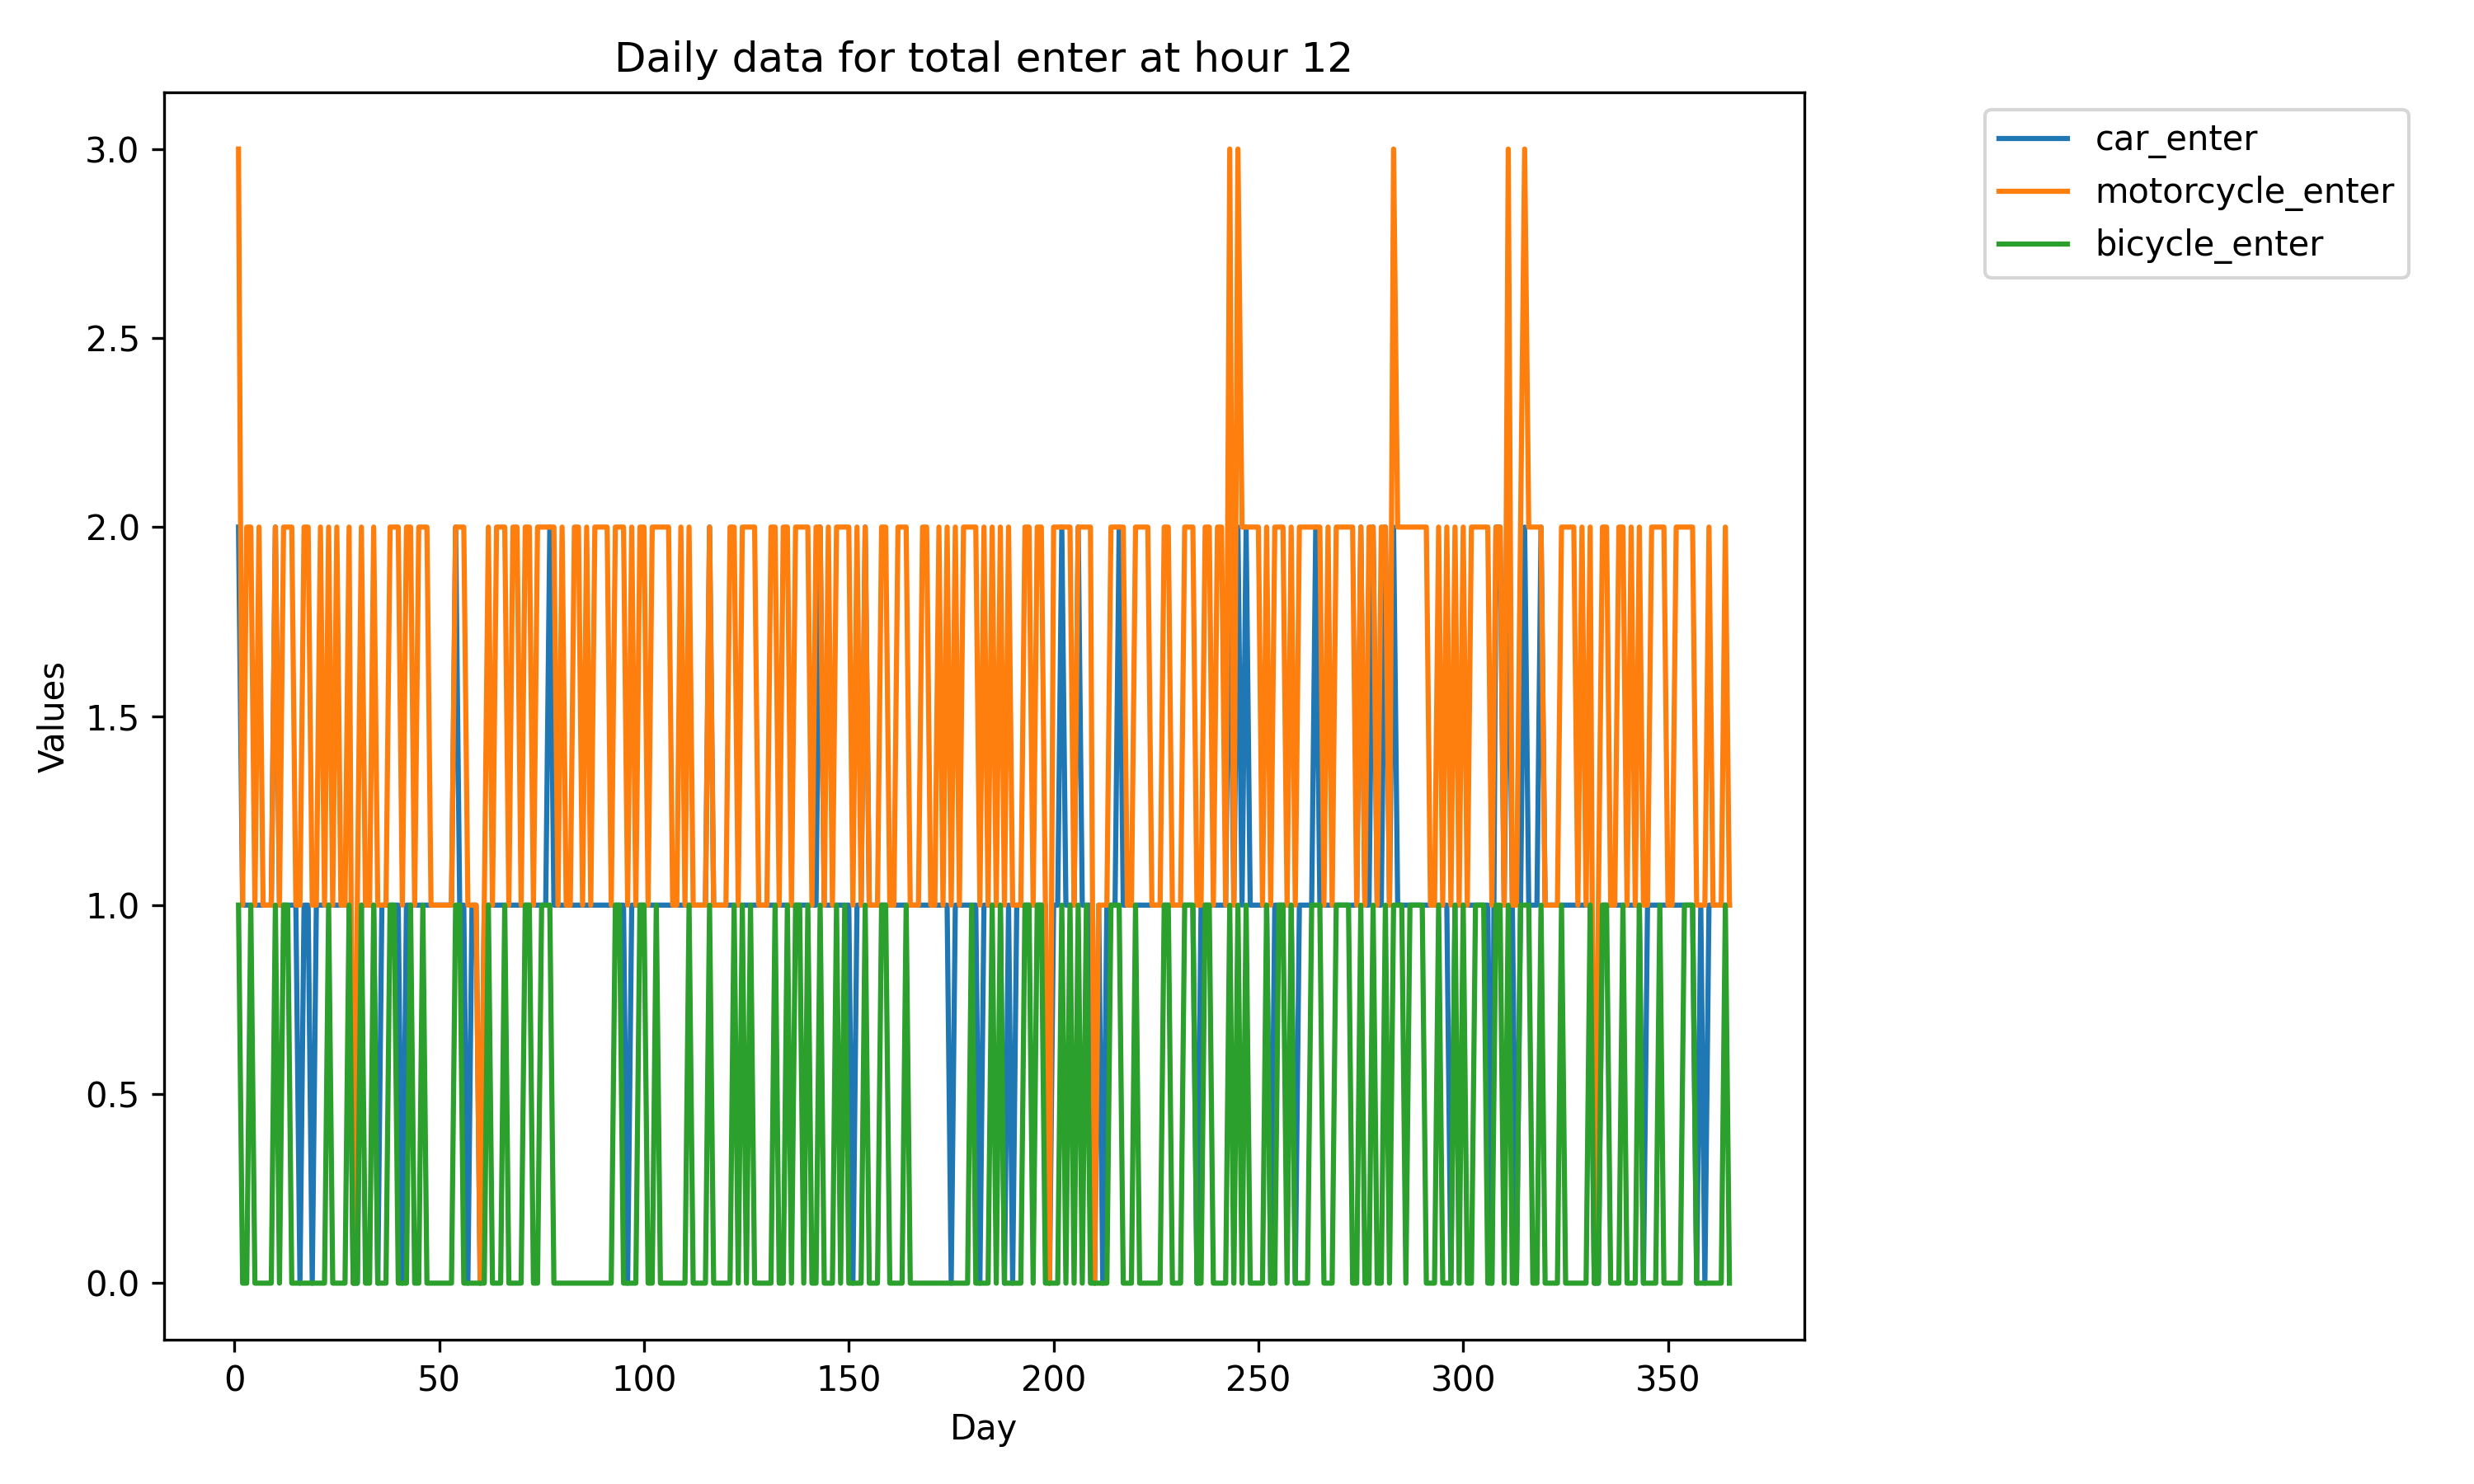 Daily data for total enter at hour 12
car_enter
motorcycle_enter
bicycle_enter
3.0
2.5
2.0
1.5
1.0
0.5
0.0
Values
0 50 100 150 200 250 300 350
Day